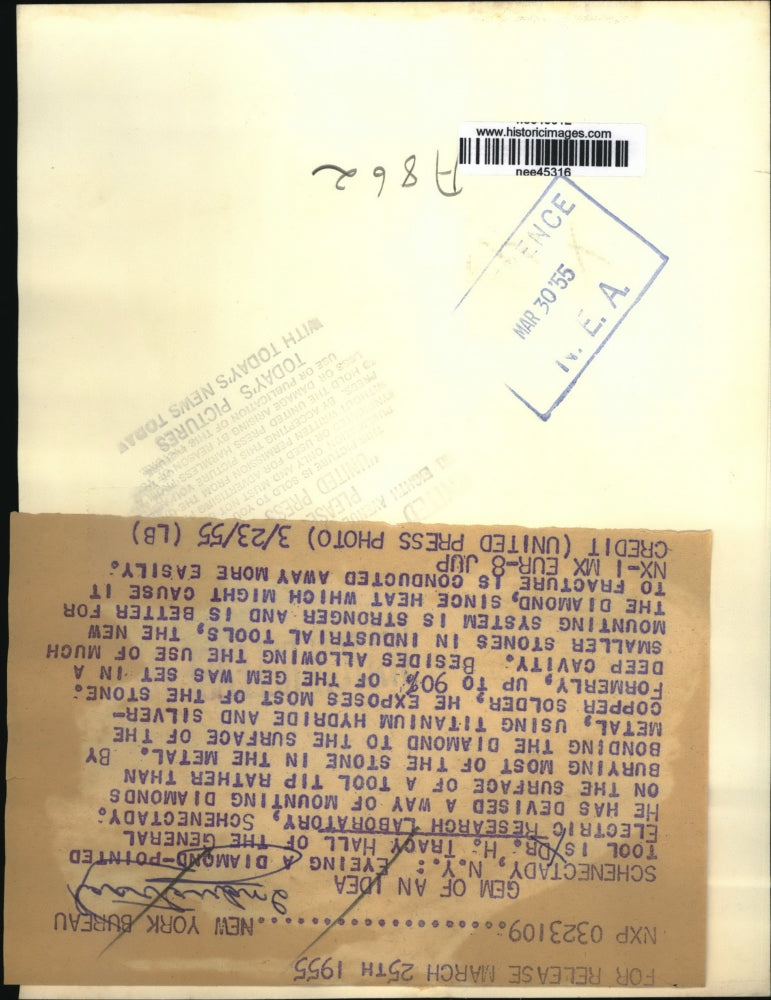 www.historicimages.com
nee45316
A862
ENCE
MAR 30 '55
N. E. A.
WITH TODAY'S NEWS TODAY
TODAY'S PICTURES
FOR RELEASE MARCH 25TH 1955
NXP 0323109..................NEW YORK BUREAU
GEM OF AN IDEA
SCHENECTADY, N.Y.: EYEING A DIAMOND-POINTED
TOOL IS DR. H. TRACY HALL OF THE GENERAL
ELECTRIC RESEARCH LABORATORY, SCHENECTADY.
HE HAS DEVISED A WAY OF MOUNTING DIAMONDS
ON THE SURFACE OF A TOOL TIP RATHER THAN
BURYING MOST OF THE STONE IN THE METAL. BY
BONDING THE DIAMOND TO THE SURFACE OF THE
METAL, USING TITANIUM HYDRIDE AND SILVER-
COPPER SOLDER, HE EXPOSES MOST OF THE STONE.
FORMERLY, UP TO 90% OF THE GEM WAS SET IN A
DEEP CAVITY. BESIDES ALLOWING THE USE OF MUCH
SMALLER STONES IN INDUSTRIAL TOOLS, THE NEW
MOUNTING SYSTEM IS STRONGER AND IS BETTER FOR
THE DIAMOND, SINCE HEAT WHICH MIGHT CAUSE IT
TO FRACTURE IS CONDUCTED AWAY MORE EASILY.
NX-1 MX EUR-8 JUP
CREDIT (UNITED PRESS PHOTO) 3/23/55 (LB)